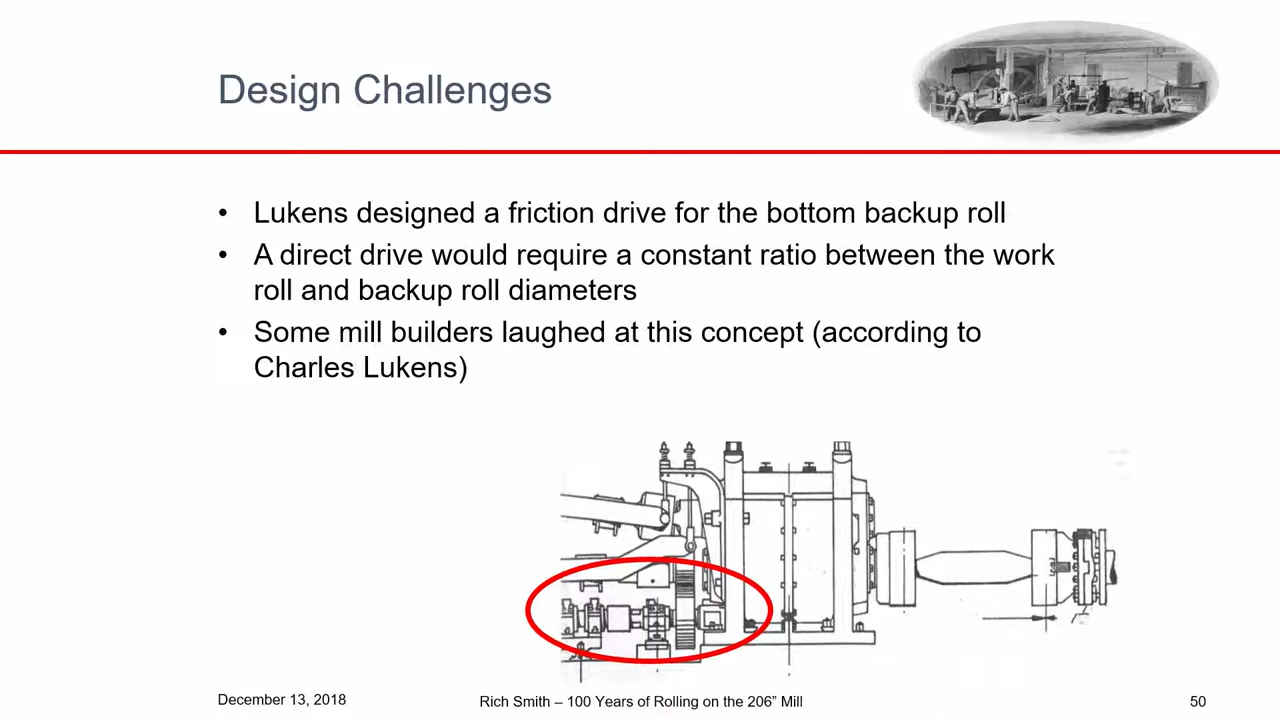 Design Challenges
• Lukens designed a friction drive for the bottom backup roll
• A direct drive would require a constant ratio between the work
roll and backup roll diameters
• Some mill builders laughed at this concept (according to
Charles Lukens)
December 13, 2018
Rich Smith – 100 Years of Rolling on the 206” Mill
50